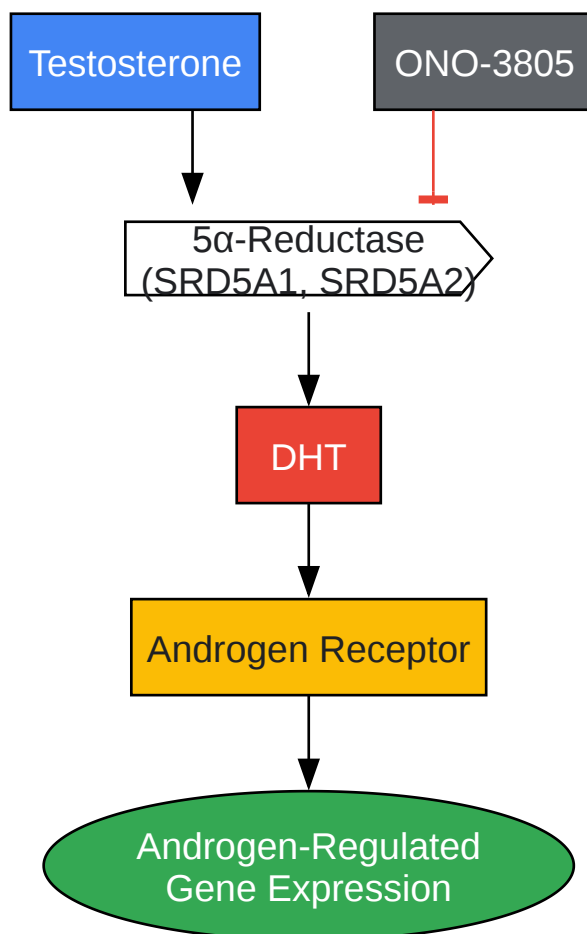 Testosterone
ONO-3805
5α-Reductase
(SRD5A1, SRD5A2)
DHT
Androgen Receptor
Androgen-Regulated
Gene Expression